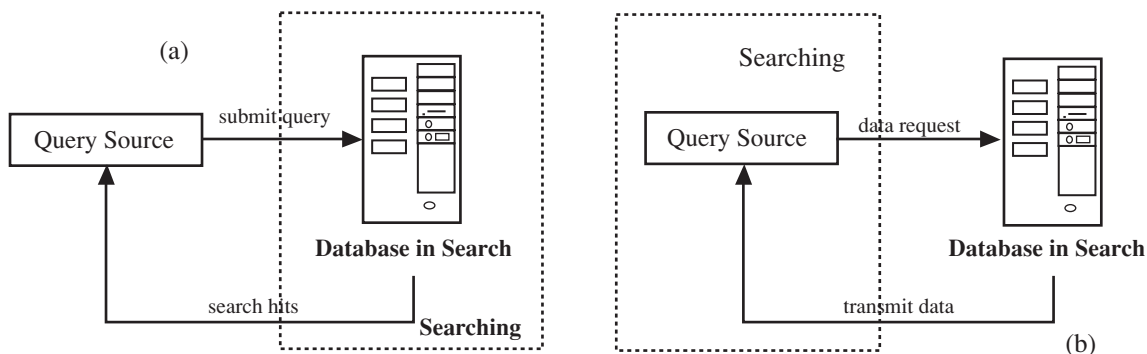 (a)
Query Source
submit query
Database in Search
search hits
Searching
Searching
Query Source
data request
Database in Search
transmit data
(b)